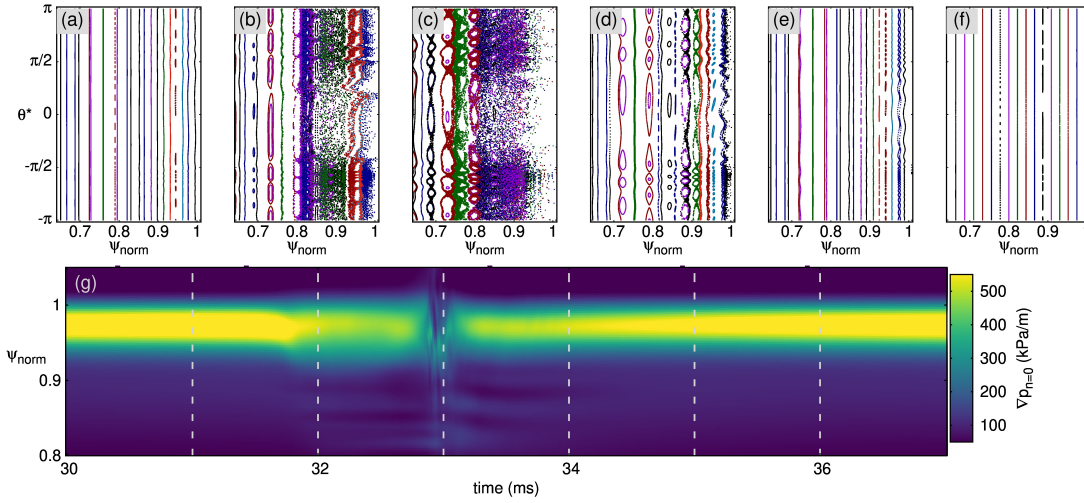 (a) (b) (c) (d) (e) (f)
π
π/2
θ* 0
-π/2
-π
0.7 0.8 0.9 1 0.7 0.8 0.9 1 0.7 0.8 0.9 1 0.7 0.8 0.9 1 0.7 0.8 0.9 1 0.7 0.8 0.9 1
Ψnorm Ψnorm Ψnorm Ψnorm Ψnorm Ψnorm
(g)
1
Ψnorm
0.9
0.8
30 32 34 36
time (ms)
500
400
300
200
100
∇pn=0 (kPa/m)